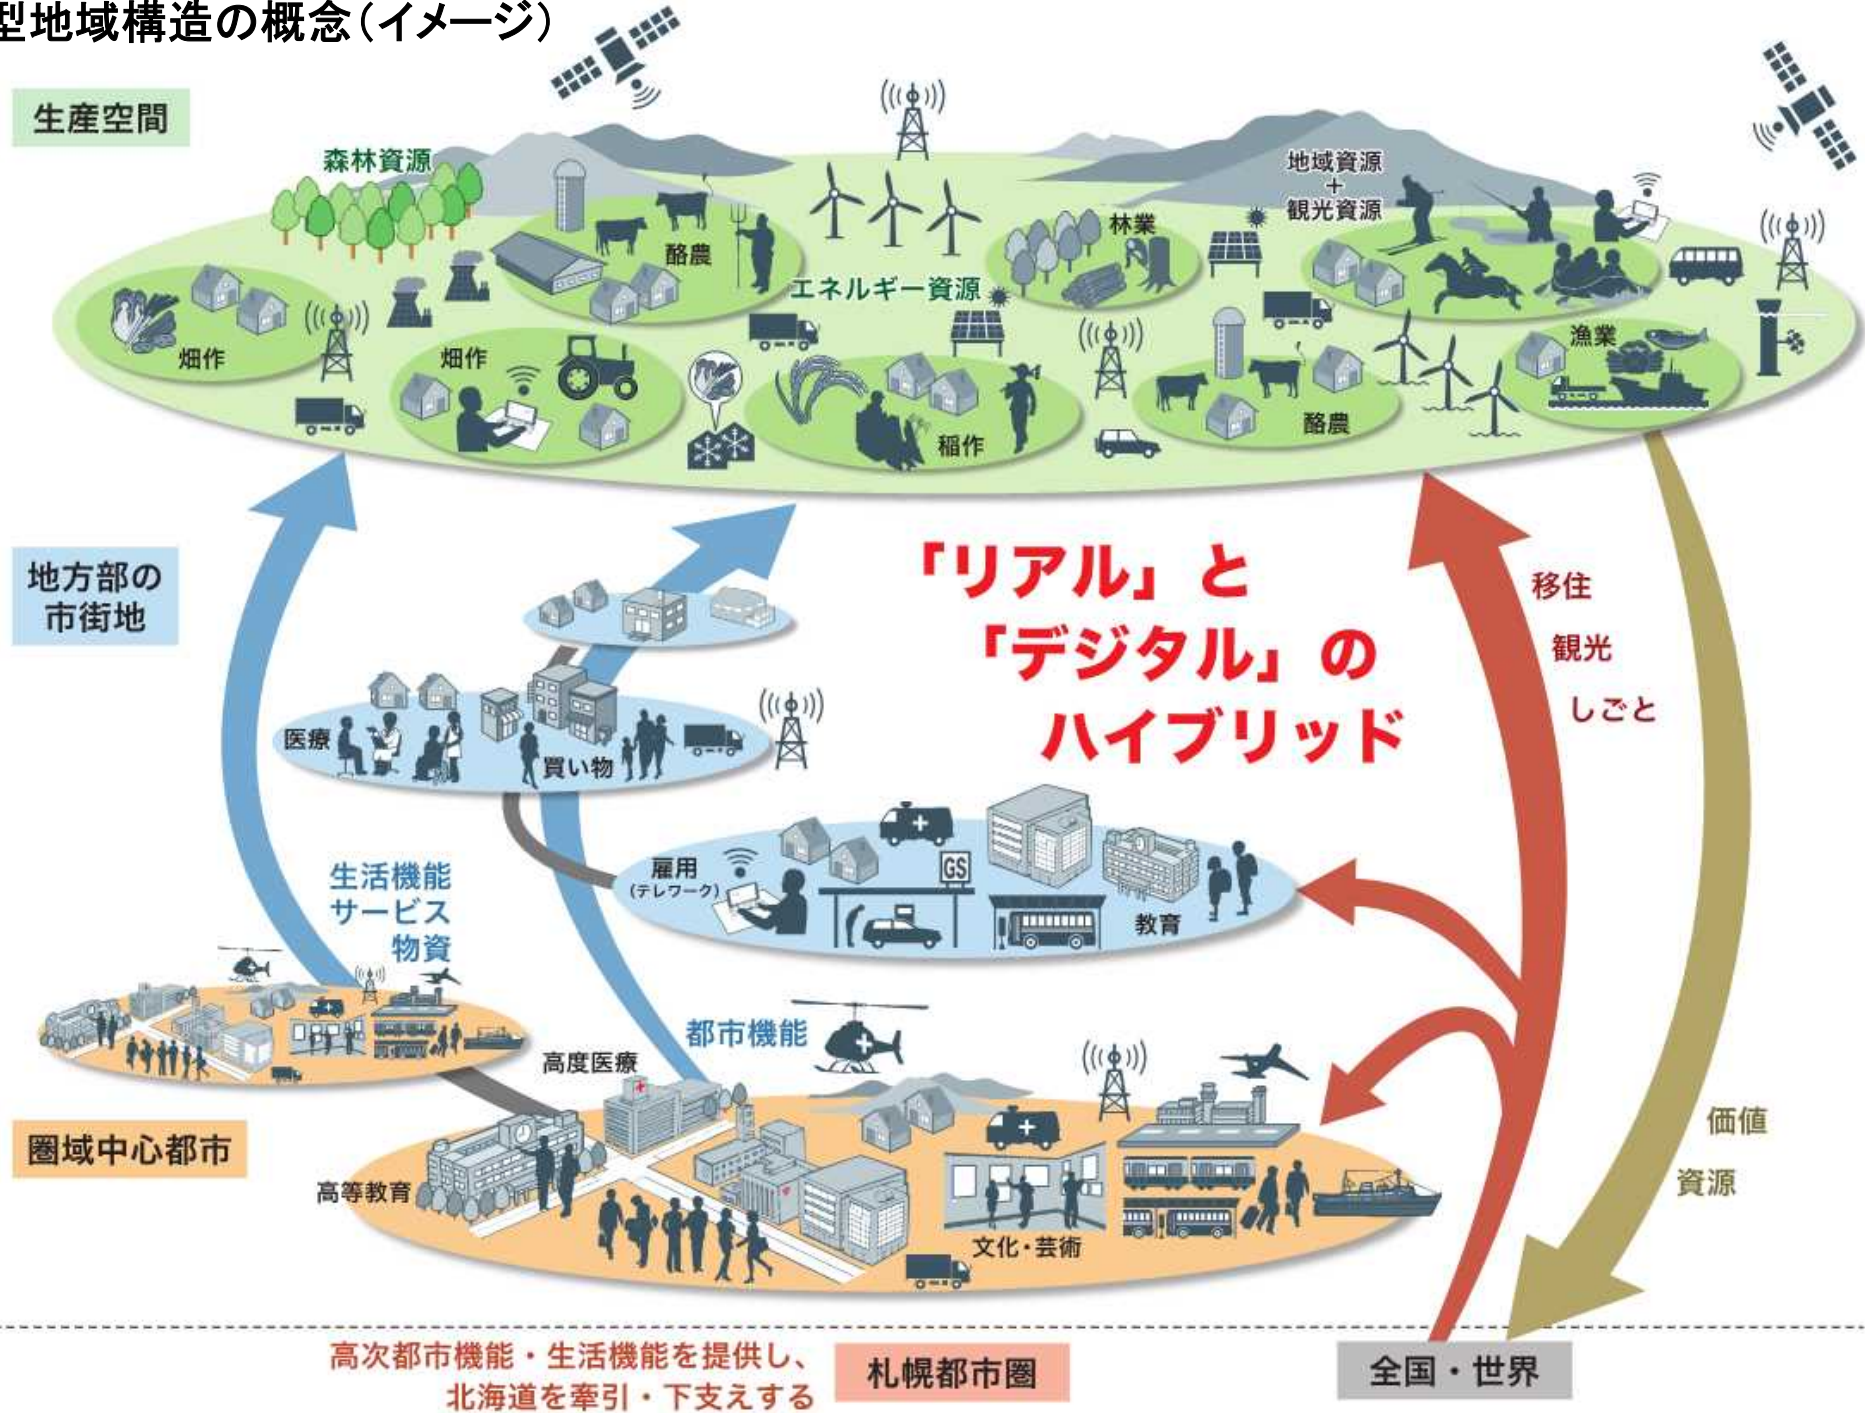 型地域構造の概念（イメージ）
生産空間
森林資源
酪農
エネルギー資源
林業
地域資源
+
観光資源
畑作
畑作
稲作
酪農
漁業
地方部の
市街地
「リアル」と
「デジタル」の
ハイブリッド
移住
観光
しごと
医療
買い物
雇用
（テレワーク）
GS
教育
生活機能
サービス
物資
都市機能
圏域中心都市
高度医療
高等教育
文化・芸術
価値
資源
高次都市機能・生活機能を提供し、
北海道を牽引・下支えする
札幌都市圏
全国・世界